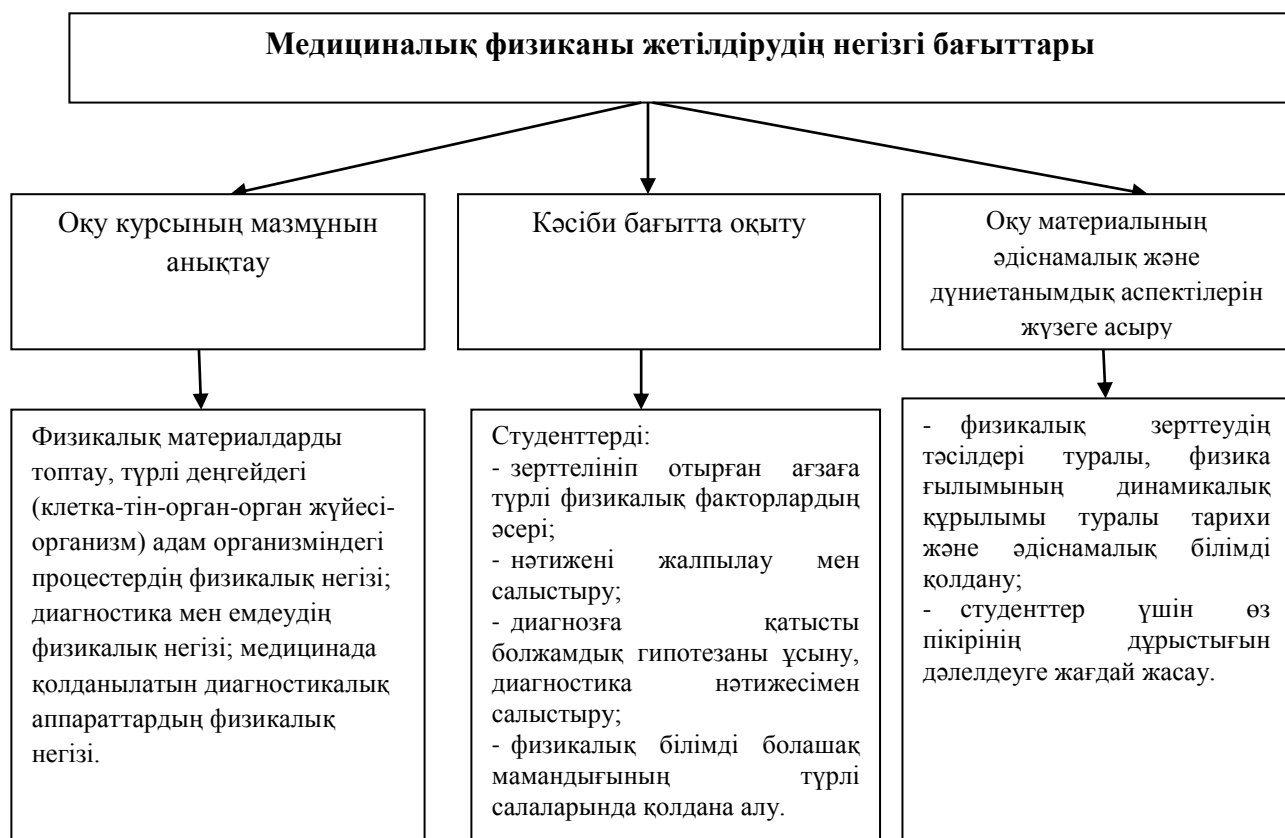 Медициналық физиканы жетілдірудің негізгі бағыттары
Оқу курсының мазмұнын
анықтау
Кәсіби бағытта оқыту
Оқу материалының
әдіснамалық және
дүниетанымдық аспектілерін
жүзеге асыру
Физикалық материалдарды
топтау, түрлі деңгейдегі
(клетка-тін-орган-орган жүйесі-
организм) адам организміндегі
процестердің физикалық негізі;
диагностика мен емдеудің
физикалық негізі; медицинада
қолданылатын диагностикалық
аппараттардың физикалық
негізі.
Студенттерді:
- зерттелініп отырған ағзаға
түрлі физикалық факторлардың
әсері;
- нәтижені жалпылау мен
салыстыру;
- диагнозға қатысты
болжамдық гипотезаны ұсыну,
диагностика нәтижесімен
салыстыру;
- физикалық білімді болашақ
мамандығының түрлі
салаларында қолдана алу.
- физикалық зерттеудің
тәсілдері туралы, физика
ғылымының динамикалық
құрылымы туралы тарихи
және әдіснамалық білімді
қолдану;
- студенттер үшін өз
пікірінің дұрыстығын
дәлелдеуге жағдай жасау.